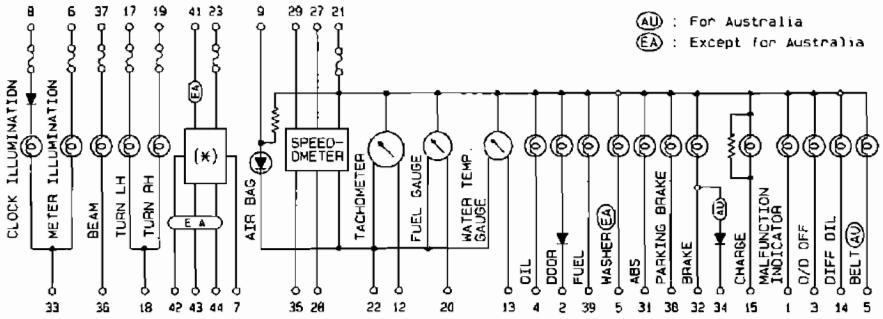 8 6 37 17 19 41 23 9 29 27 21
AU : For Australia
EA : Except for Australia
EA
CLOCK ILLUMINATION
METER ILLUMINATION
BEAM
TURN LH
TURN RH
(*)
E A
AIR BAG
SPEED-
OMETER
TACHOMETER
FUEL GAUGE
WATER TEMP.
GAUGE
OIL
DOOR
FUEL
WASHER EA
ABS
PARKING BRAKE
BRAKE
AU
CHARGE
MALFUNCTION
INDICATOR
O/D OFF
DIFF OIL
BELT AU
33 36 18 42 43 44 7 35 28 22 12 20 13 4 2 39 5 31 38 32 34 15 1 3 14 5